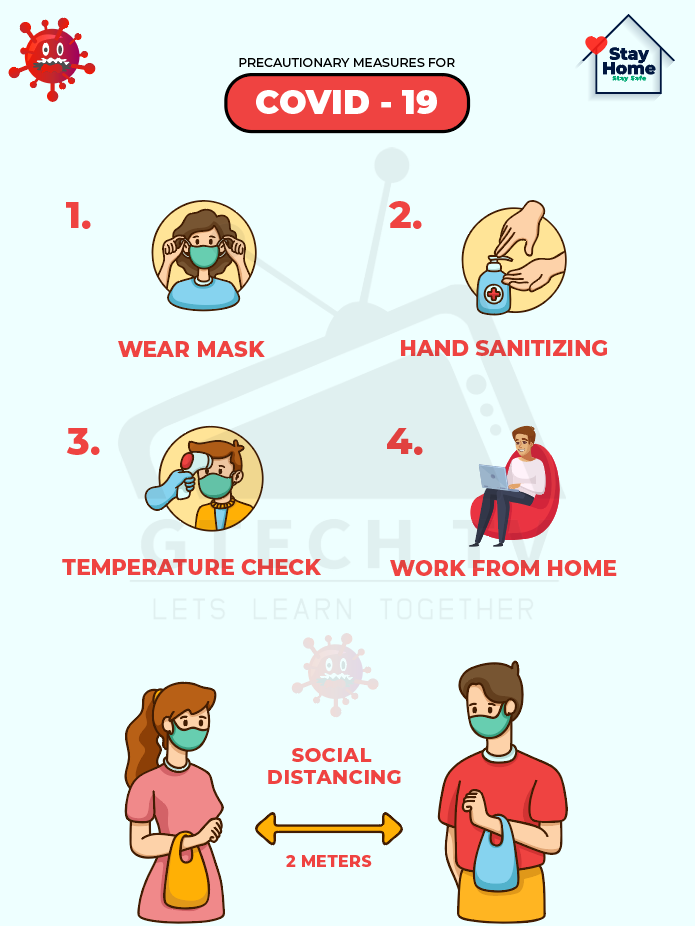 PRECAUTIONARY MEASURES FOR
COVID - 19
Stay
Home
Stay Safe
1.
2.
WEAR MASK
HAND SANITIZING
3.
4.
GTECH TV
TEMPERATURE CHECK
WORK FROM HOME
LETS LEARN TOGETHER
SOCIAL
DISTANCING
2 METERS